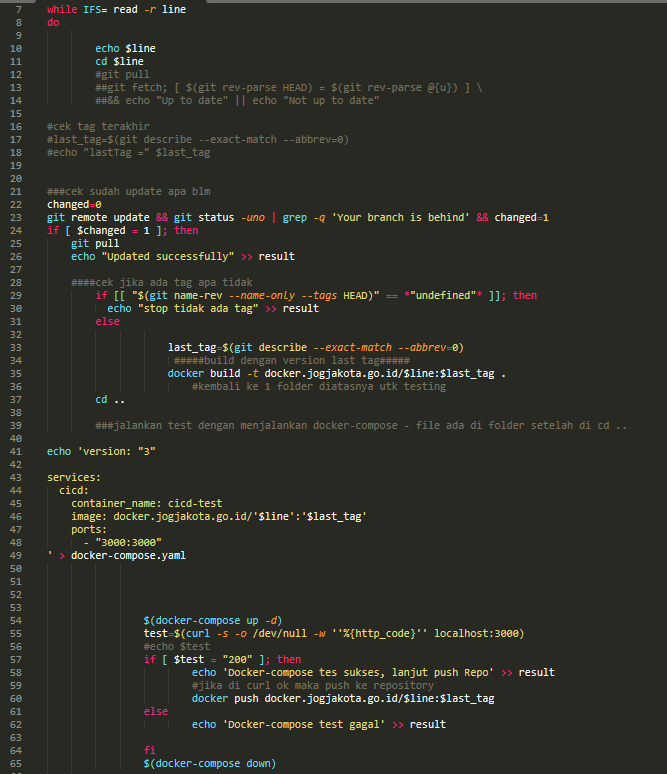 7 while IFS= read -r line
8 do
9
10 echo $line
11 cd $line
12 #git pull
13 ##git fetch; [ $(git rev-parse HEAD) = $(git rev-parse @{u}) ] \
14 ##&& echo "Up to date" || echo "Not up to date"
15
16 #cek tag terakhir
17 #last_tag=$(git describe --exact-match --abbrev=0)
18 #echo "lastTag =" $last_tag
19
20
21 ###cek sudah update apa blm
22 changed=0
23 git remote update && git status -uno | grep -q 'Your branch is behind' && changed=1
24 if [ $changed = 1 ]; then
25 git pull
26 echo "Updated successfully" >> result
27
28 ####cek jika ada tag apa tidak
29 if [[ "$(git name-rev --name-only --tags HEAD)" == *"undefined"* ]]; then
30 echo "stop tidak ada tag" >> result
31 else
32
33 last_tag=$(git describe --exact-match --abbrev=0)
34 #####build dengan version last tag#####
35 docker build -t docker.jogjakota.go.id/$line:$last_tag .
36 #kembali ke 1 folder diatasnya utk testing
37 cd ..
38
39 ###jalankan test dengan menjalankan docker-compose - file ada di folder setelah di cd ..
40
41 echo 'version: "3"
42
43 services:
44 cicd:
45 container_name: cicd-test
46 image: docker.jogjakota.go.id/'$line':'$last_tag'
47 ports:
48 - "3000:3000"
49 ' > docker-compose.yaml
50
51
52
53
54 $(docker-compose up -d)
55 test=$(curl -s -o /dev/null -w ''%{http_code}'' localhost:3000)
56 #echo $test
57 if [ $test = "200" ]; then
58 echo 'Docker-compose tes sukses, lanjut push Repo' >> result
59 #jika di curl ok maka push ke repository
60 docker push docker.jogjakota.go.id/$line:$last_tag
61 else
62 echo 'Docker-compose test gagal' >> result
63
64 fi
65 $(docker-compose down)